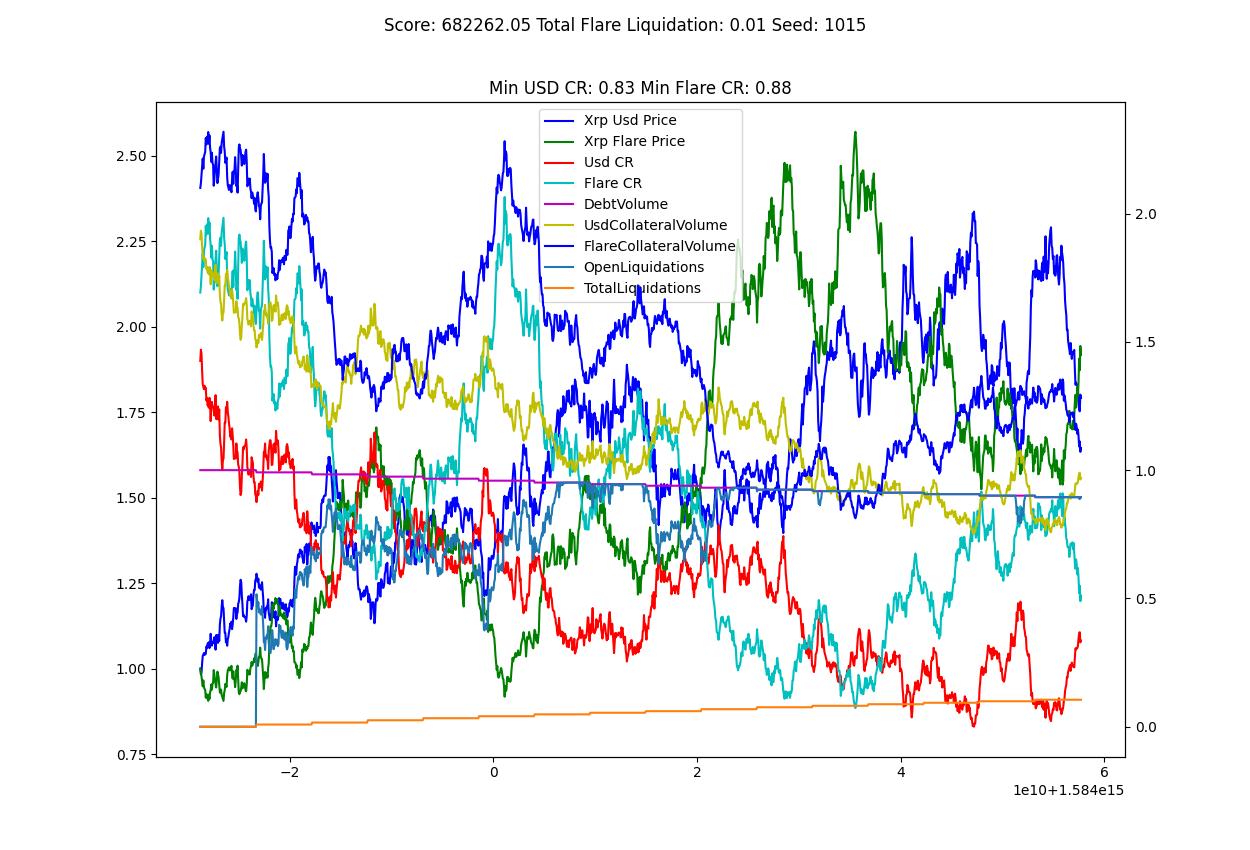 Score: 682262.05 Total Flare Liquidation: 0.01 Seed: 1015
Min USD CR: 0.83 Min Flare CR: 0.88
Xrp Usd Price
Xrp Flare Price
Usd CR
Flare CR
DebtVolume
UsdCollateralVolume
FlareCollateralVolume
OpenLiquidations
TotalLiquidations
2.50
2.25
2.00
1.75
1.50
1.25
1.00
0.75
2.0
1.5
1.0
0.5
0.0
−2 0 2 4 6
1e10+1.584e15